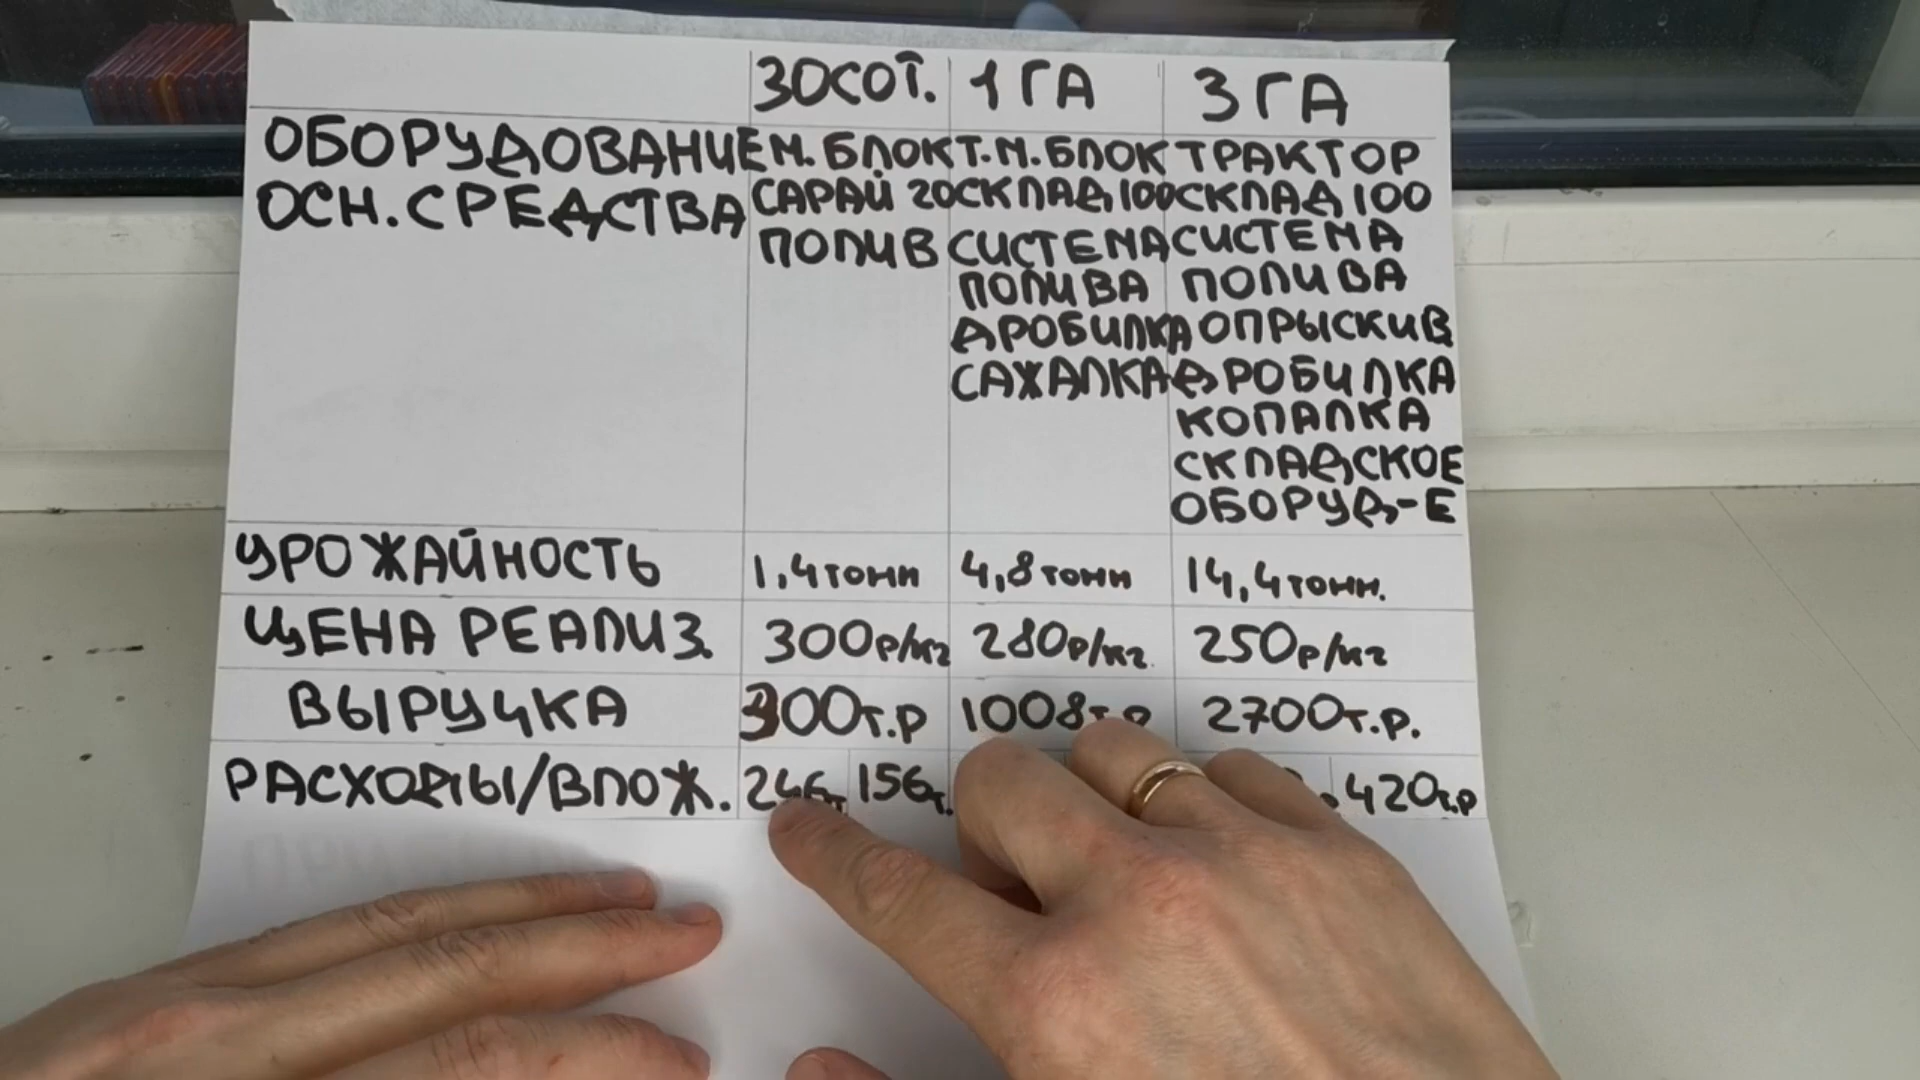 30СОТ. 1ГА 3ГА
ОБОРУДОВАНИЕ М.БЛОК Т.М.БЛОК ТРАКТОР
ОСН.СРЕДСТВА САРАЙ 20 СКЛАД 100 СКЛАД 100
ПОЛИВ СИСТЕМА СИСТЕМА
ПОЛИВА ПОЛИВА
ДРОБИЛКА ОПРЫСКИВ
САЖАЛКА ДРОБИЛКА
КОПАЛКА
СКЛАДСКОЕ
ОБОРУД-Е
УРОЖАЙНОСТЬ 1,4тонн 4,8тонн 14,4тонн.
ЦЕНА РЕАЛИЗ. 300р/кг 280р/кг. 250р/кг
ВЫРУЧКА 300т.р 1008т.р 2700т.р.
РАСХОДЫ/ВЛОЖ. 246т 156т. 420т.р